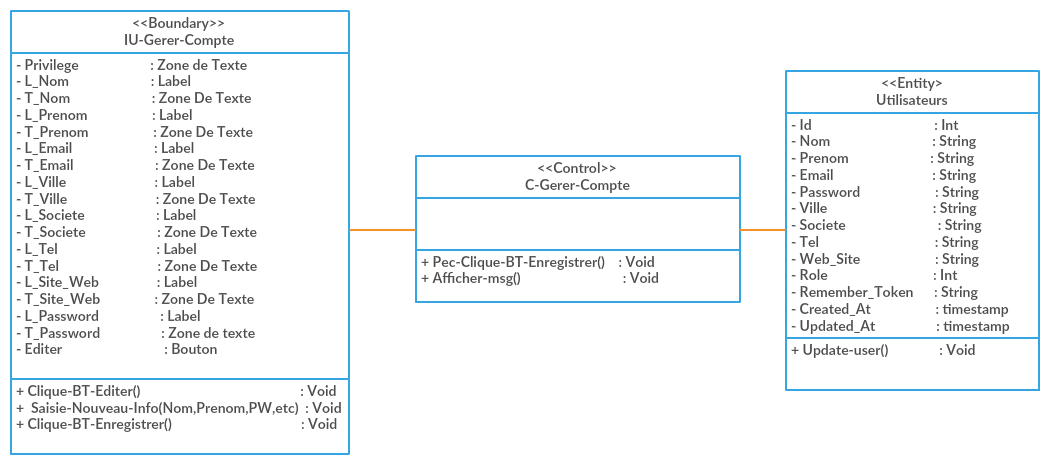 <<Boundary>>
IU-Gerer-Compte
- Privilege : Zone de Texte
- L_Nom : Label
- T_Nom : Zone De Texte
- L_Prenom : Label
- T_Prenom : Zone De Texte
- L_Email : Label
- T_Email : Zone De Texte
- L_Ville : Label
- T_Ville : Zone De Texte
- L_Societe : Label
- T_Societe : Zone De Texte
- L_Tel : Label
- T_Tel : Zone De Texte
- L_Site_Web : Label
- T_Site_Web : Zone De Texte
- L_Password : Label
- T_Password : Zone de texte
- Editer : Bouton
+ Clique-BT-Editer() : Void
+ Saisie-Nouveau-Info(Nom,Prenom,PW,etc) : Void
+ Clique-BT-Enregistrer() : Void
<<Control>>
C-Gerer-Compte
+ Pec-Clique-BT-Enregistrer() : Void
+ Afficher-msg() : Void
<<Entity>
Utilisateurs
- Id : Int
- Nom : String
- Prenom : String
- Email : String
- Password : String
- Ville : String
- Societe : String
- Tel : String
- Web_Site : String
- Role : Int
- Remember_Token : String
- Created_At : timestamp
- Updated_At : timestamp
+ Update-user() : Void